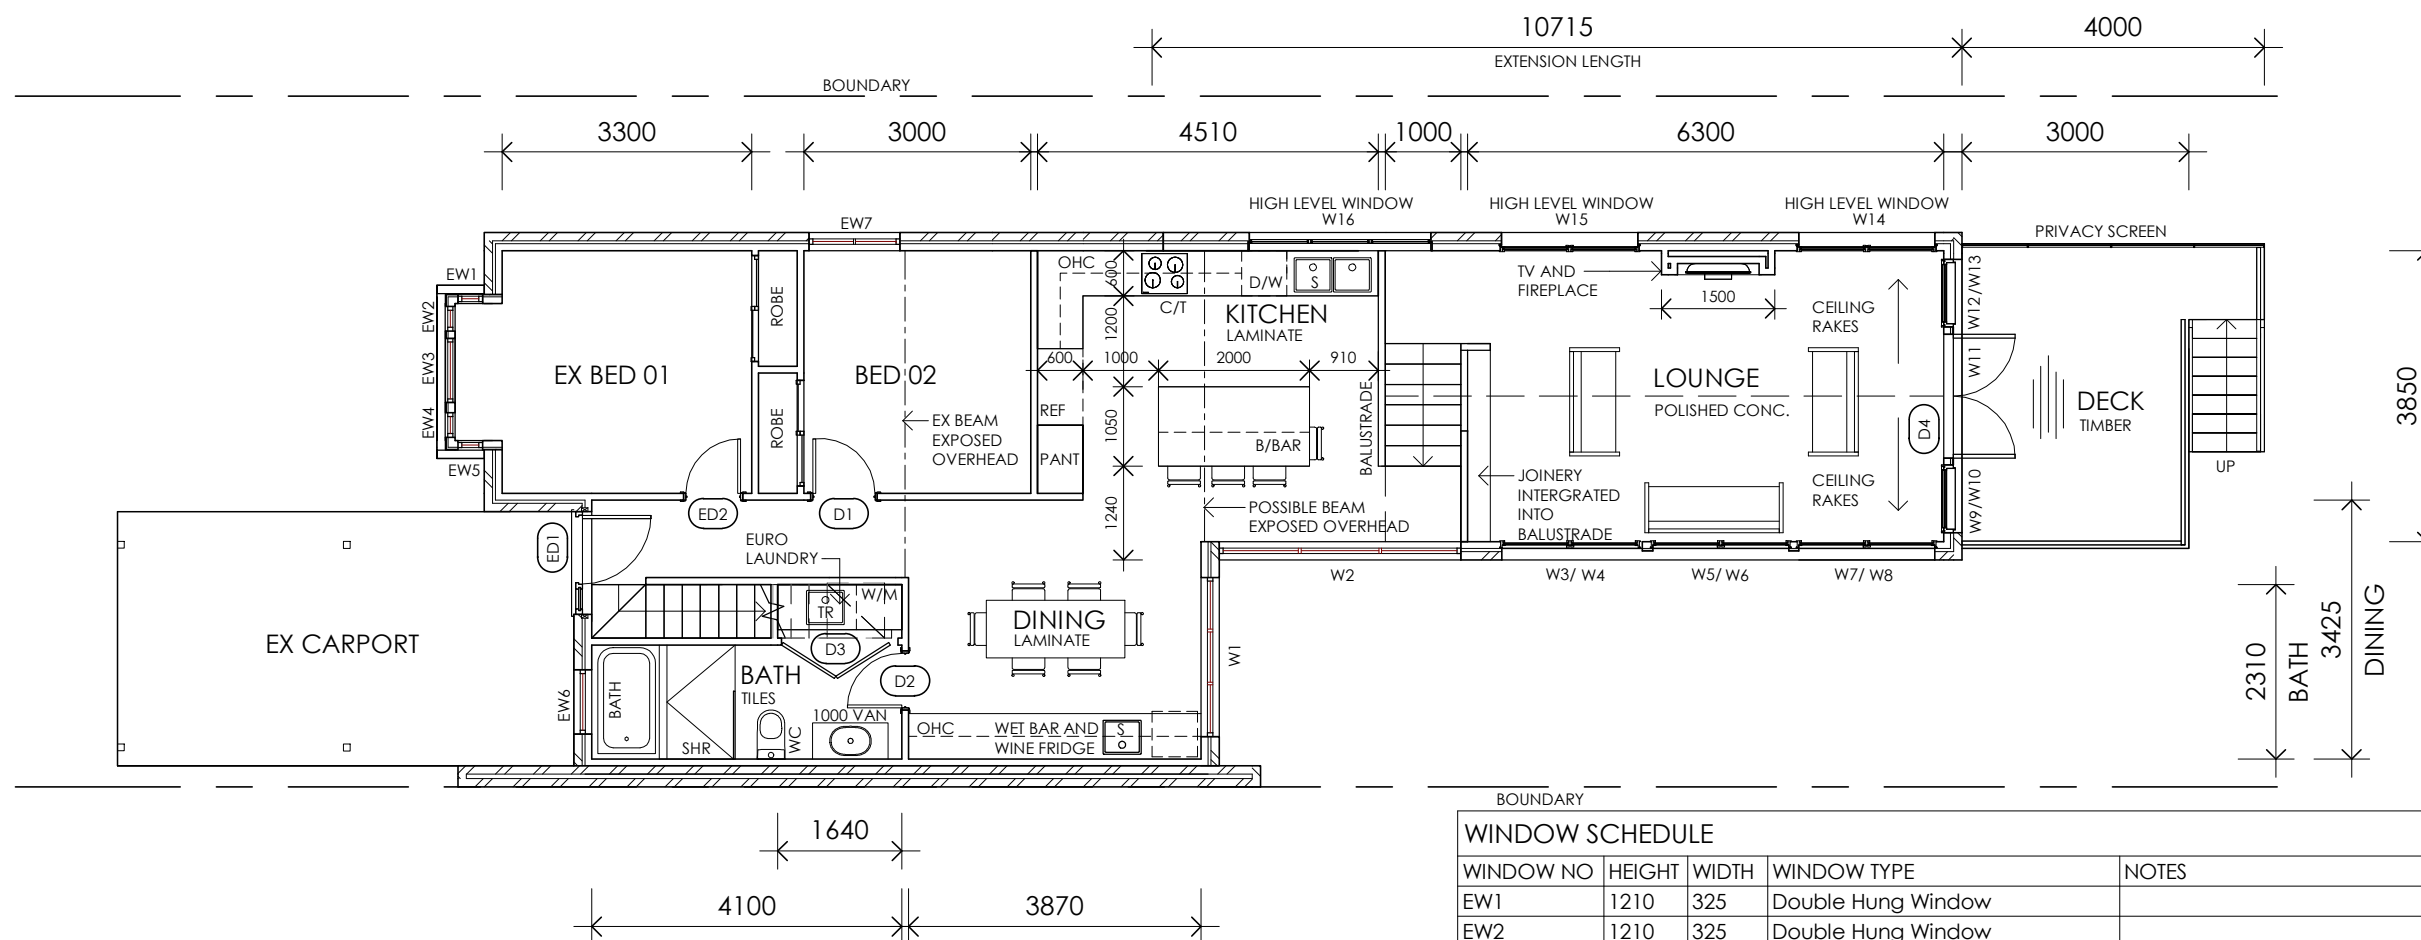 10715
4000
EXTENSION LENGTH
BOUNDARY
3300
3000
4510
1000
6300
3000
HIGH LEVEL WINDOW
W16
HIGH LEVEL WINDOW
W15
HIGH LEVEL WINDOW
W14
EW7
PRIVACY SCREEN
EW1
EW2
EW3
EW4
EW5
EX BED 01
ROBE
ROBE
BED 02
EX BEAM
EXPOSED
OVERHEAD
OHC
600
C/T
D/W
S
KITCHEN
LAMINATE
1200
600
1000
2000
910
REF
PANT
1050
B/BAR
1240
BALUSTRADE
POSSIBLE BEAM
EXPOSED OVERHEAD
TV AND
FIREPLACE
1500
CEILING
RAKES
LOUNGE
POLISHED CONC.
CEILING
RAKES
JOINERY
INTERGRATED
INTO
BALUSTRADE
W12/W13
W11
D4
W9/W10
DECK
TIMBER
UP
3850
ED2
D1
ED1
EURO
LAUNDRY
W/M
TR
D3
D2
EX CARPORT
EW6
BATH
SHR
BATH
TILES
WC
1000 VAN
DINING
LAMINATE
OHC
WET BAR AND
WINE FRIDGE
S
W1
W2
W3/ W4
W5/ W6
W7/ W8
2310
BATH
3425
DINING
BOUNDARY
1640
4100
3870
WINDOW SCHEDULE
WINDOW NO HEIGHT WIDTH WINDOW TYPE NOTES
EW1 1210 325 Double Hung Window
EW2 1210 325 Double Hung Window